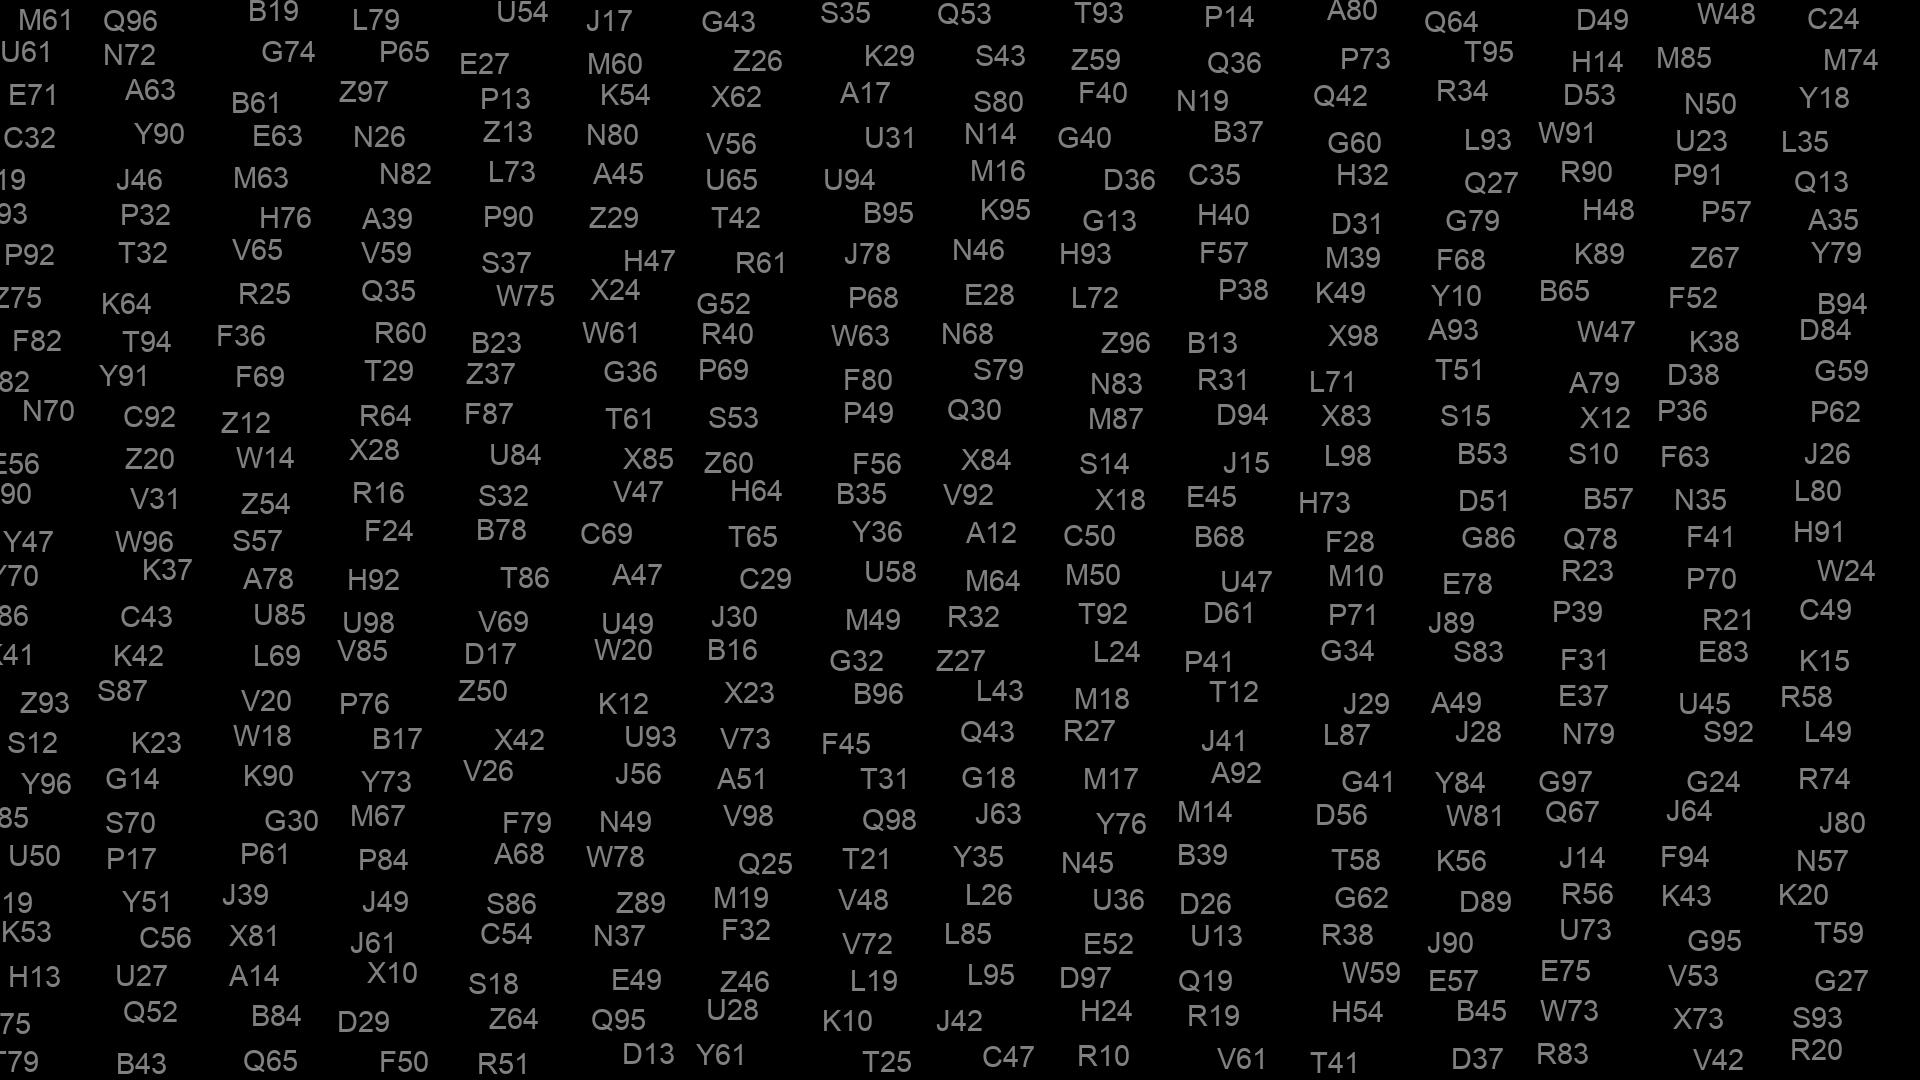 M61 Q96 B19 L79 U54 J17 G43 S35 Q53 T93 P14 A80 Q64 D49 W48 C24
U61 N72 G74 P65 E27 M60 Z26 K29 S43 Z59 Q36 P73 T95 H14 M85 M74
E71 A63 B61 Z97 P13 K54 X62 A17 S80 F40 N19 Q42 R34 D53 N50 Y18
C32 Y90 E63 N26 Z13 N80 V56 U31 N14 G40 B37 G60 L93 W91 U23 L35
19 J46 M63 N82 L73 A45 U65 U94 M16 D36 C35 H32 Q27 R90 P91 Q13
93 P32 H76 A39 P90 Z29 T42 B95 K95 G13 H40 D31 G79 H48 P57 A35
P92 T32 V65 V59 S37 H47 R61 J78 N46 H93 F57 M39 F68 K89 Z67 Y79
Z75 K64 R25 Q35 W75 X24 G52 P68 E28 L72 P38 K49 Y10 B65 F52 B94
F82 T94 F36 R60 B23 W61 R40 W63 N68 Z96 B13 X98 A93 W47 K38 D84
82 Y91 F69 T29 Z37 G36 P69 F80 S79 N83 R31 L71 T51 A79 D38 G59
N70 C92 Z12 R64 F87 T61 S53 P49 Q30 M87 D94 X83 S15 X12 P36 P62
E56 Z20 W14 X28 U84 X85 Z60 F56 X84 S14 J15 L98 B53 S10 F63 J26
90 V31 Z54 R16 S32 V47 H64 B35 V92 X18 E45 H73 D51 B57 N35 L80
Y47 W96 S57 F24 B78 C69 T65 Y36 A12 C50 B68 F28 G86 Q78 F41 H91
Y70 K37 A78 H92 T86 A47 C29 U58 M64 M50 U47 M10 E78 R23 P70 W24
86 C43 U85 U98 V69 U49 J30 M49 R32 T92 D61 P71 J89 P39 R21 C49
K41 K42 L69 V85 D17 W20 B16 G32 Z27 L24 P41 G34 S83 F31 E83 K15
Z93 S87 V20 P76 Z50 K12 X23 B96 L43 M18 T12 J29 A49 E37 U45 R58
S12 K23 W18 B17 X42 U93 V73 F45 Q43 R27 J41 L87 J28 N79 S92 L49
Y96 G14 K90 Y73 V26 J56 A51 T31 G18 M17 A92 G41 Y84 G97 G24 R74
85 S70 G30 M67 F79 N49 V98 Q98 J63 Y76 M14 D56 W81 Q67 J64 J80
U50 P17 P61 P84 A68 W78 Q25 T21 Y35 N45 B39 T58 K56 J14 F94 N57
19 Y51 J39 J49 S86 Z89 M19 V48 L26 U36 D26 G62 D89 R56 K43 K20
K53 C56 X81 J61 C54 N37 F32 V72 L85 E52 U13 R38 J90 U73 G95 T59
H13 U27 A14 X10 S18 E49 Z46 L19 L95 D97 Q19 W59 E57 E75 V53 G27
75 Q52 B84 D29 Z64 Q95 U28 K10 J42 H24 R19 H54 B45 W73 X73 S93
T79 B43 Q65 F50 R51 D13 Y61 T25 C47 R10 V61 T41 D37 R83 V42 R20